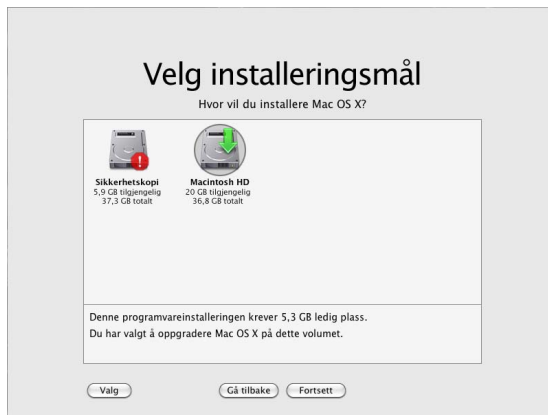 Velg installeringsmål
Hvor vil du installere Mac OS X?
Sikkerhetskopi
5,9 GB tilgjengelig
37,3 GB totalt
Macintosh HD
20 GB tilgjengelig
36,8 GB totalt
Denne programvareinstalleringen krever 5,3 GB ledig plass.
Du har valgt å oppgradere Mac OS X på dette volumet.
Valg
Gå tilbake
Fortsett